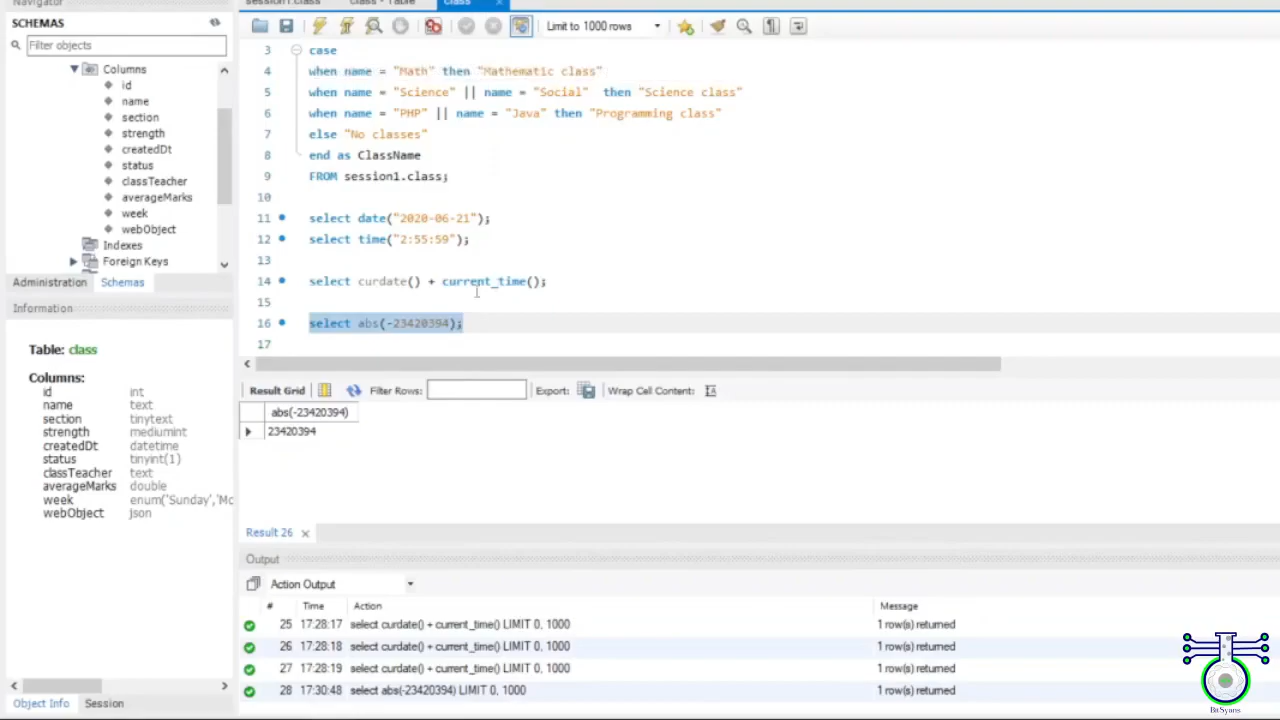 Navigator
session1.class
class - Table
class
SCHEMAS
Filter objects
Columns
id
name
section
strength
createdDt
status
classTeacher
averageMarks
week
webObject
Indexes
Foreign Keys
Administration Schemas
Information
Table: class
Columns:
id int
name text
section tinytext
strength mediumint
createdDt datetime
status tinyint(1)
classTeacher text
averageMarks double
week enum('Sunday','Mo
webObject json
Object Info Session
Limit to 1000 rows
3 case
4 when name = "Math" then "Mathematic class"
5 when name = "Science" || name = "Social" then "Science class"
6 when name = "PHP" || name = "Java" then "Programming class"
7 else "No classes"
8 end as ClassName
9 FROM session1.class;
10
11 select date("2020-06-21");
12 select time("2:55:59");
13
14 select curdate() + current_time();
15
16 select abs(-23420394);
17
Result Grid Filter Rows: Export: Wrap Cell Content:
abs(-23420394)
23420394
Result 26
Output
Action Output
# Time Action Message
25 17:28:17 select curdate() + current_time() LIMIT 0, 1000 1 row(s) returned
26 17:28:18 select curdate() + current_time() LIMIT 0, 1000 1 row(s) returned
27 17:28:19 select curdate() + current_time() LIMIT 0, 1000 1 row(s) returned
28 17:30:48 select abs(-23420394) LIMIT 0, 1000 1 row(s) returned
BitSyans